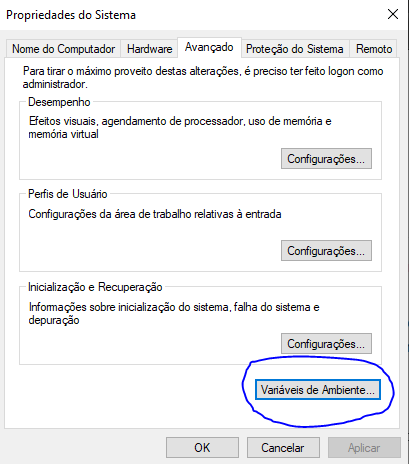 Propriedades do Sistema
Nome do Computador Hardware Avançado Proteção do Sistema Remoto
Para tirar o máximo proveito destas alterações, é preciso ter feito logon como
administrador.
Desempenho
Efeitos visuais, agendamento de processador, uso de memória e
memória virtual
Configurações...
Perfis de Usuário
Configurações da área de trabalho relativas à entrada
Configurações...
Inicialização e Recuperação
Informações sobre inicialização do sistema, falha do sistema e
depuração
Configurações...
Variáveis de Ambiente...
OK Cancelar Aplicar